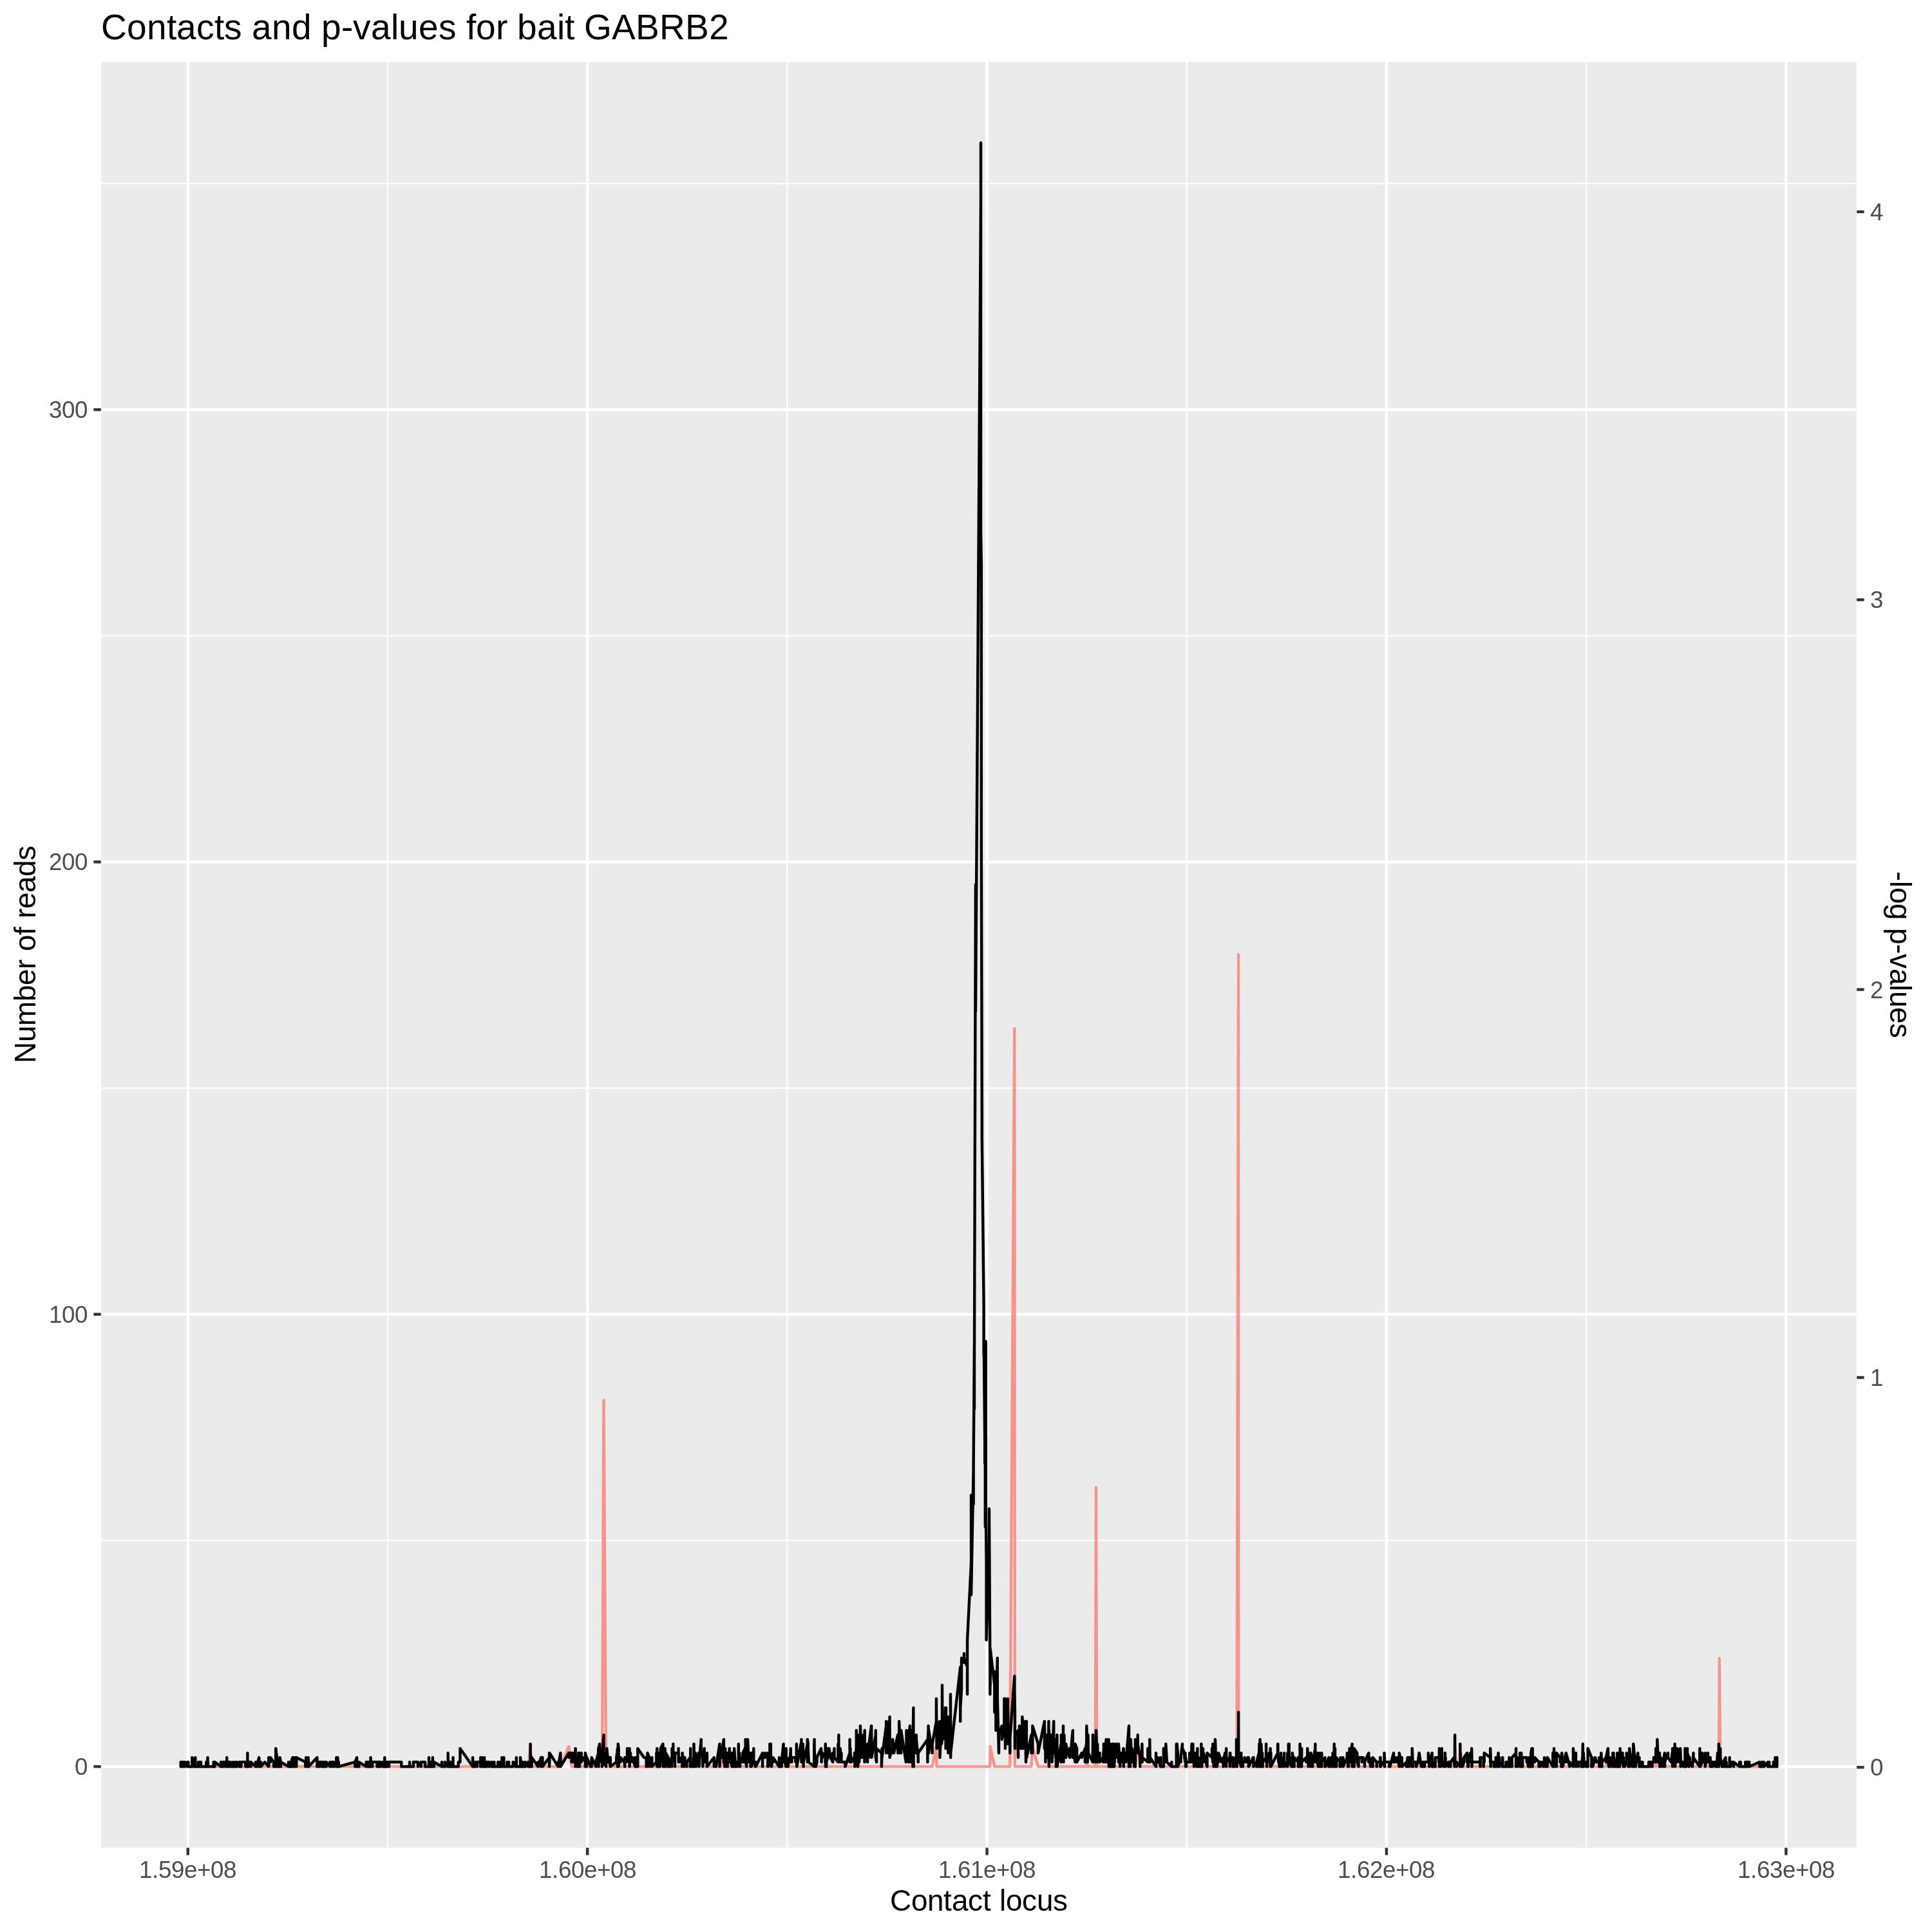 Contacts and p-values for bait GABRB2
Number of reads
300
200
100
0
4
3
2
1
0
-log p-values
1.59e+08
1.60e+08
1.61e+08
1.62e+08
1.63e+08
Contact locus